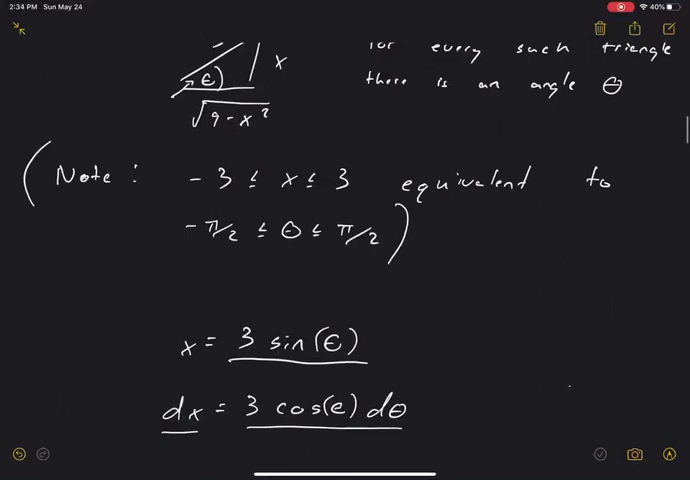 2:34 PM Sun May 24
40%
for every such triangle
x
θ
there is an angle θ
√9 - x²
(Note: - 3 ≤ x ≤ 3 equivalent to
- π/2 ≤ θ ≤ π/2)
x = 3 sin(θ)
dx = 3 cos(θ) dθ